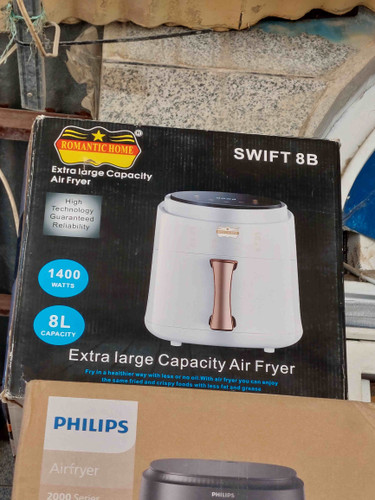 ROMANTIC HOME
®
SWIFT 8B
Extra large Capacity
Air Fryer
High
Technology
Guaranteed
Reliability
1400
WATTS
8L
CAPACITY
Extra large Capacity Air Fryer
Fry in a healthier way with less or no oil.With air fryer you can enjoy
the same fried and crispy foods with less fat and grease
PHILIPS
Airfryer
2000 Series